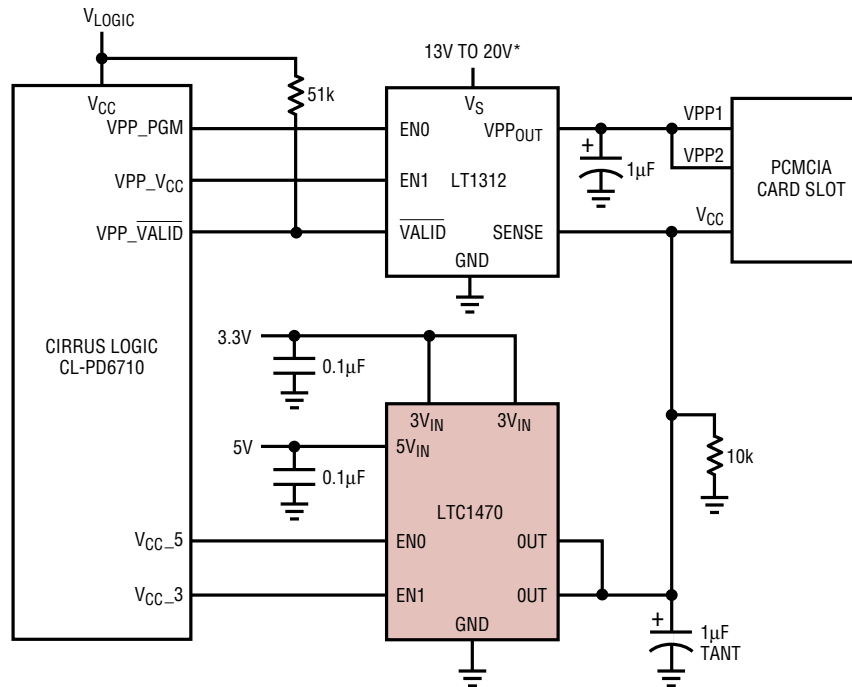 VLOGIC
13V TO 20V*
VCC
51k
VS
VPP_PGM
EN0
VPPOUT
VPP1
+
VPP2
1µF
PCMCIA
CARD SLOT
VPP_VCC
EN1
LT1312
VCC
VPP_VALID
VALID
SENSE
GND
3.3V
CIRRUS LOGIC
CL-PD6710
0.1µF
3VIN
3VIN
5V
5VIN
10k
0.1µF
LTC1470
VCC_5
EN0
OUT
VCC_3
EN1
OUT
GND
+
1µF
TANT